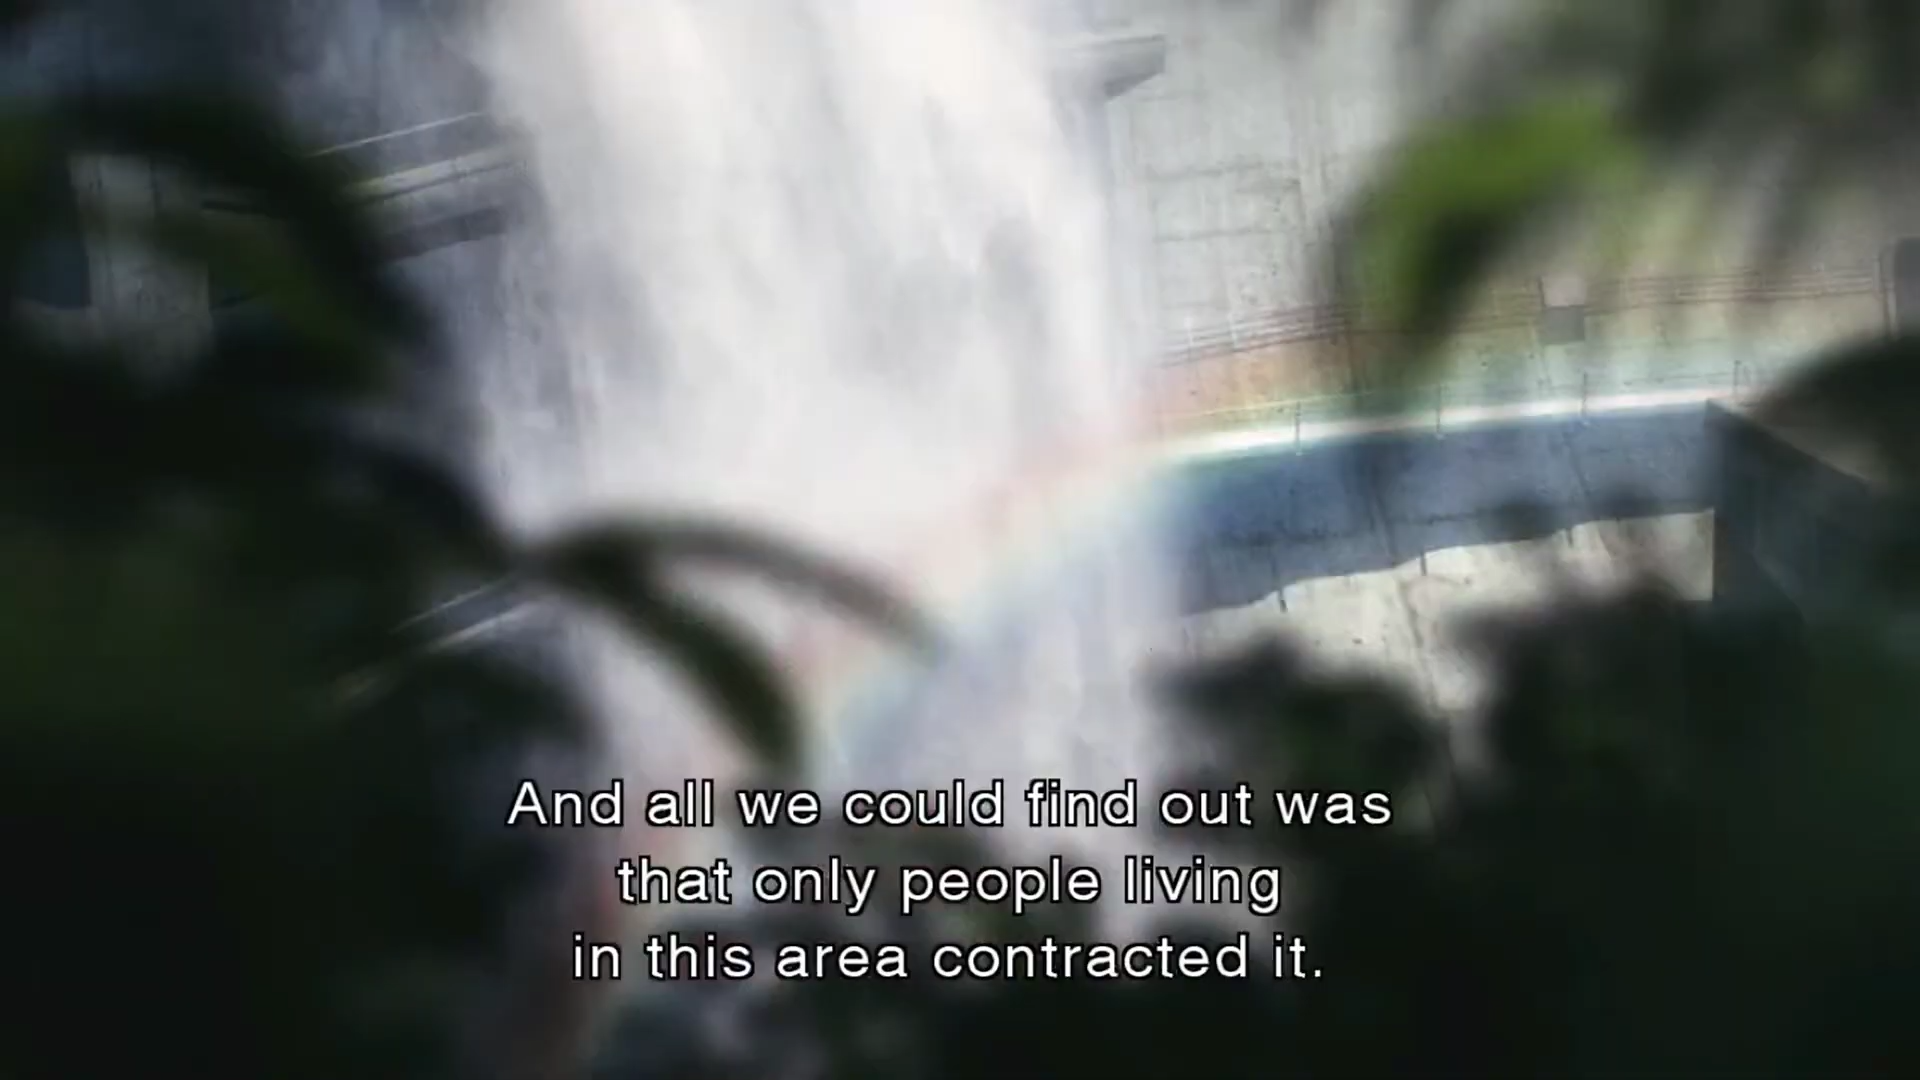 And all we could find out was
that only people living
in this area contracted it.